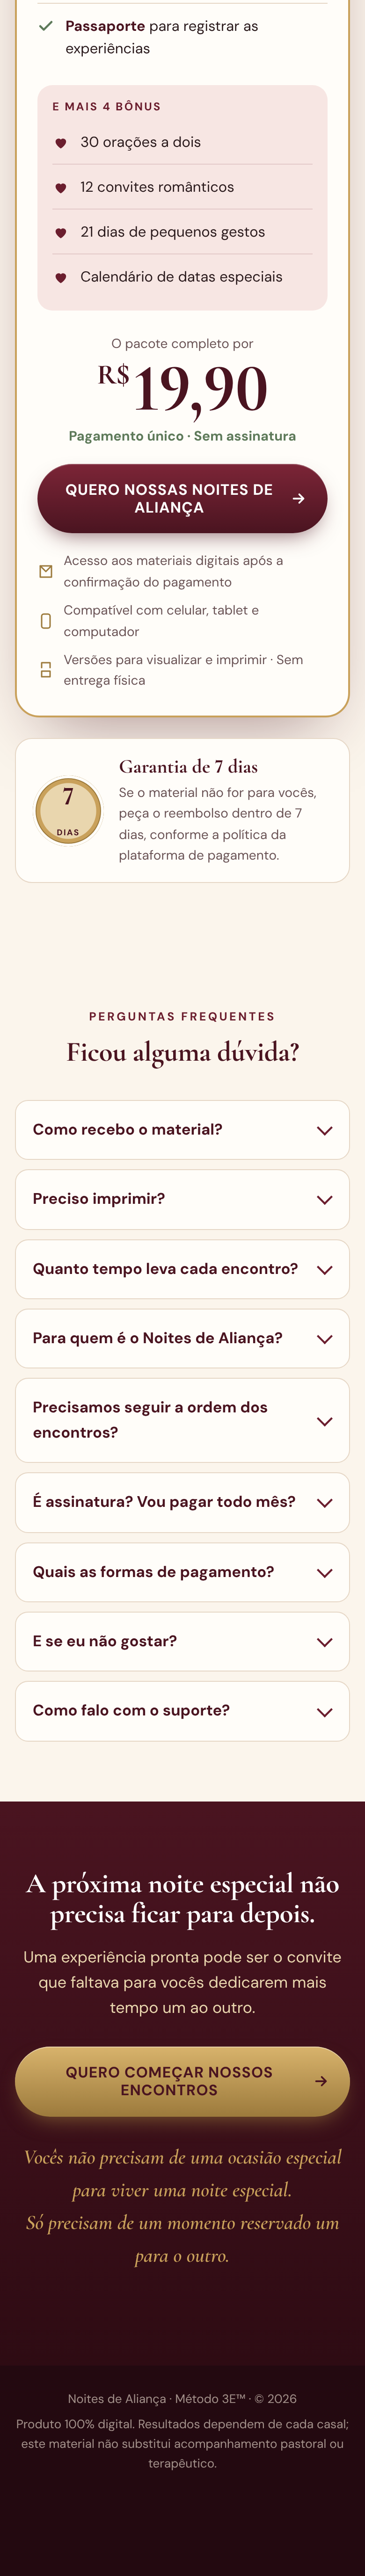 Passaporte para registrar as
experiências
E MAIS 4 BÔNUS
30 orações a dois
12 convites românticos
21 dias de pequenos gestos
Calendário de datas especiais
O pacote completo por
R$19,90
Pagamento único · Sem assinatura
QUERO NOSSAS NOITES DE
ALIANÇA
Acesso aos materiais digitais após a
confirmação do pagamento
Compatível com celular, tablet e
computador
Versões para visualizar e imprimir · Sem
entrega física
7
DIAS
Garantia de 7 dias
Se o material não for para vocês,
peça o reembolso dentro de 7
dias, conforme a política da
plataforma de pagamento.
PERGUNTAS FREQUENTES
Ficou alguma dúvida?
Como recebo o material?
Preciso imprimir?
Quanto tempo leva cada encontro?
Para quem é o Noites de Aliança?
Precisamos seguir a ordem dos
encontros?
É assinatura? Vou pagar todo mês?
Quais as formas de pagamento?
E se eu não gostar?
Como falo com o suporte?
A próxima noite especial não
precisa ficar para depois.
Uma experiência pronta pode ser o convite
que faltava para vocês dedicarem mais
tempo um ao outro.
QUERO COMEÇAR NOSSOS
ENCONTROS
Vocês não precisam de uma ocasião especial
para viver uma noite especial.
Só precisam de um momento reservado um
para o outro.
Noites de Aliança · Método 3E™ · © 2026
Produto 100% digital. Resultados dependem de cada casal;
este material não substitui acompanhamento pastoral ou
terapêutico.